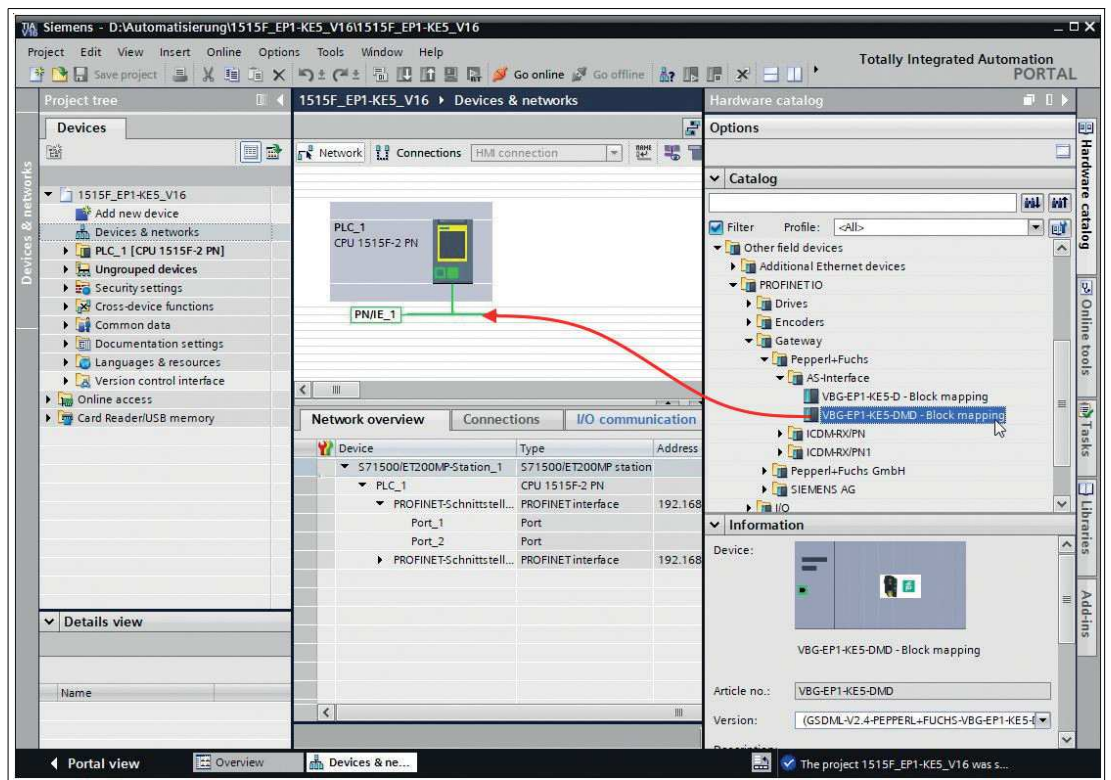 Siemens - D:\Automatisierung\1515F_EP1-KE5_V16\1515F_EP1-KE5_V16
Project Edit View Insert Online Options Tools Window Help
Totally Integrated Automation
PORTAL
Save project Go online Go offline
Project tree
1515F_EP1-KE5_V16 Devices & networks
Hardware catalog
Devices
Options
Network Connections HMI connection
Catalog
1515F_EP1-KE5_V16
Add new device
Devices & networks
PLC_1 [CPU 1515F-2 PN]
Ungrouped devices
Security settings
Cross-device functions
Common data
Documentation settings
Languages & resources
Version control interface
Online access
Card Reader/USB memory
PLC_1
CPU 1515F-2 PN
PN/IE_1
Filter Profile: <All>
Other field devices
Additional Ethernet devices
PROFINET IO
Drives
Encoders
Gateway
Pepperl+Fuchs
AS-Interface
VBG-EP1-KE5-D - Block mapping
VBG-EP1-KE5-DMD - Block mapping
ICDM-RX/PN
ICDM-RX/PN1
Pepperl+Fuchs GmbH
SIEMENS AG
I/O
Network overview Connections I/O communication
Device Type Address
S71500/ET200MP-Station_1 S71500/ET200MP station
PLC_1 CPU 1515F-2 PN
PROFINET-Schnittstell... PROFINET interface 192.168
Port_1 Port
Port_2 Port
PROFINET-Schnittstell... PROFINET interface 192.168
Information
Device:
VBG-EP1-KE5-DMD - Block mapping
Article no.: VBG-EP1-KE5-DMD
Version: (GSDML-V2.4-PEPPERL+FUCHS-VBG-EP1-KE5-
Details view
Name
Devices & networks
Hardware catalog
Online tools
Tasks
Libraries
Add-ins
Portal view Overview Devices & ne... The project 1515F_EP1-KE5_V16 was s...